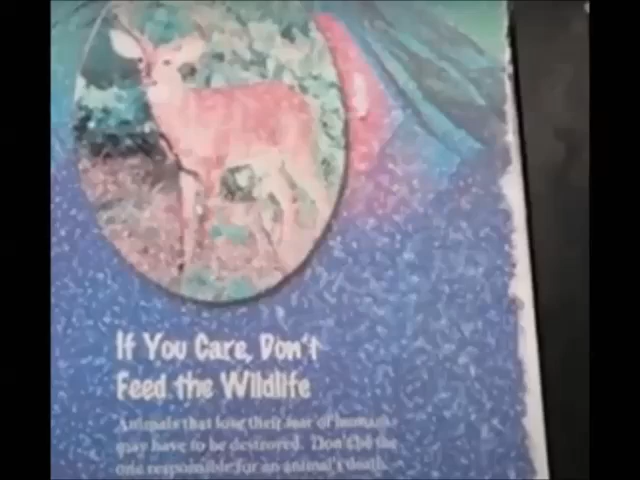 If You Care, Don't
Feed the Wildlife
Animals that lose their fear of humans
may have to be destroyed. Don't be the
one responsible for an animal's death.